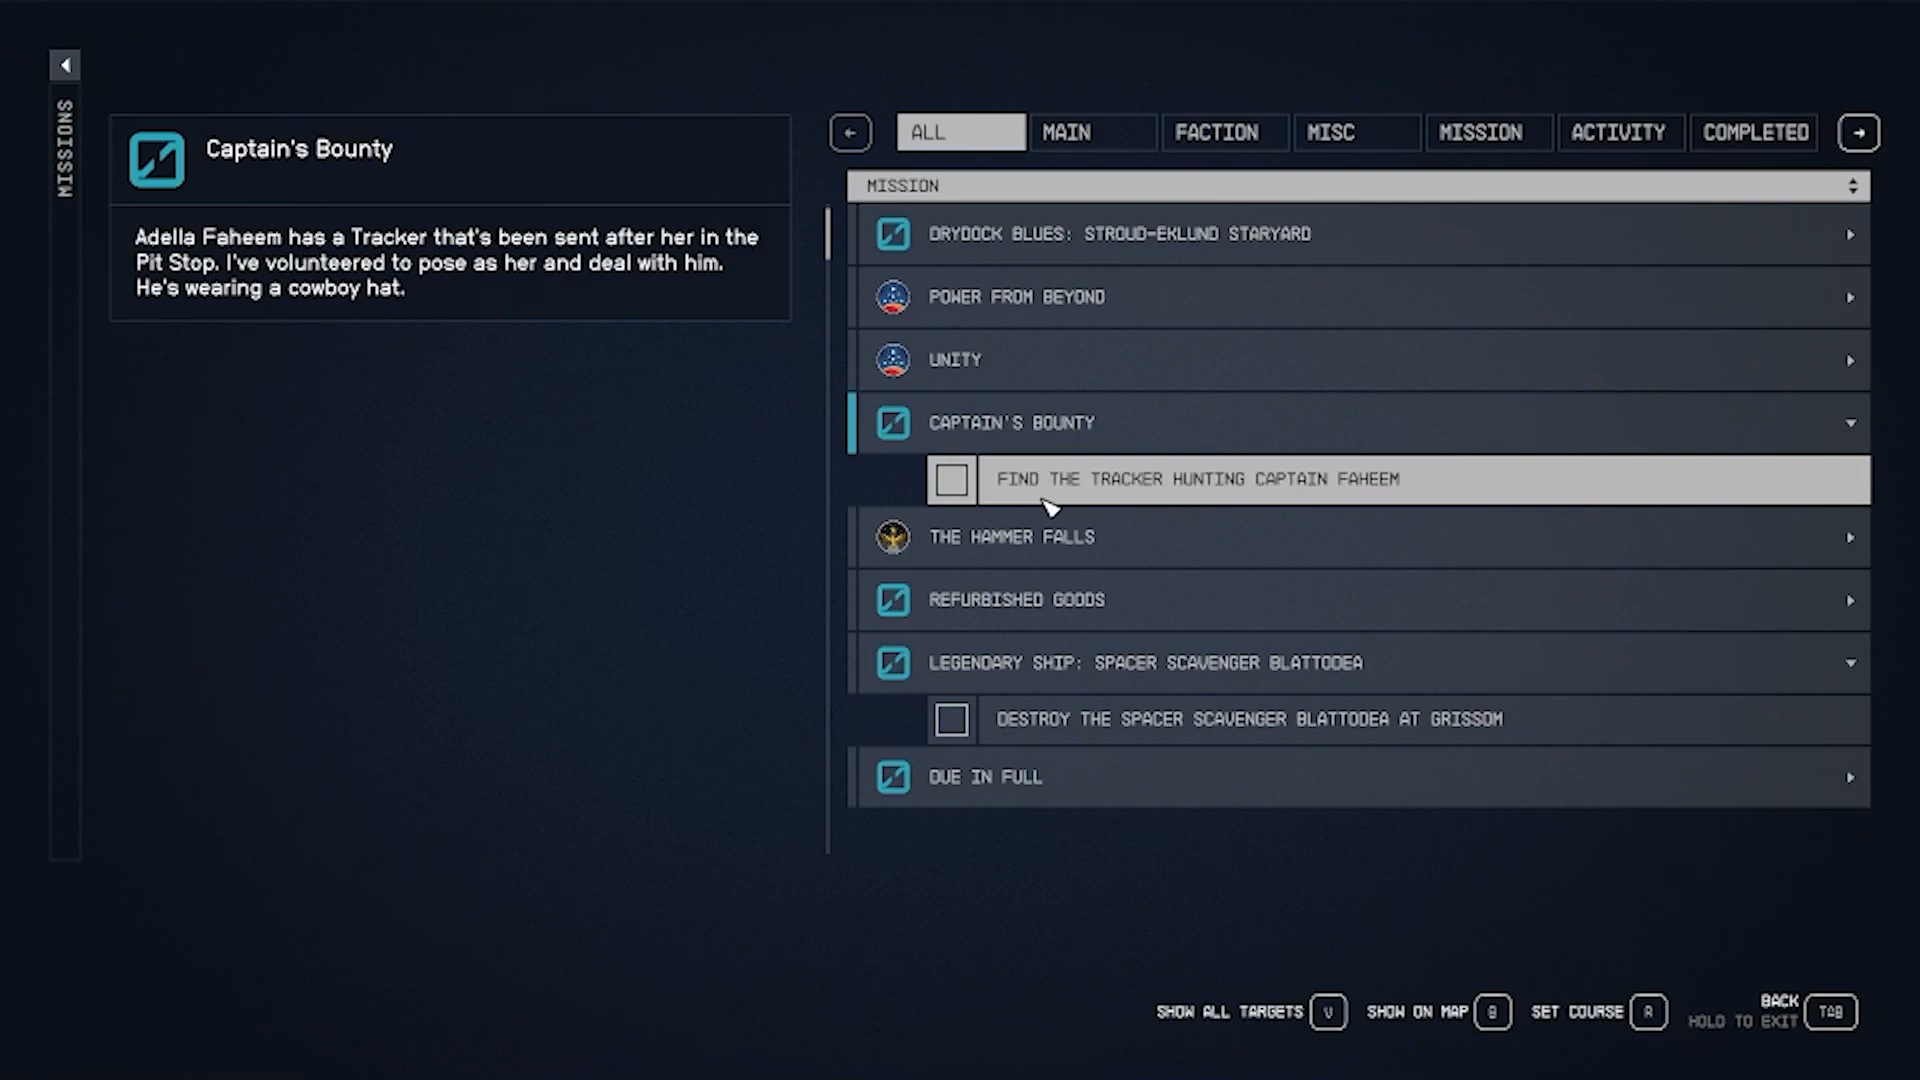 MISSIONS
Captain's Bounty
Adella Faheem has a Tracker that's been sent after her in the
Pit Stop. I've volunteered to pose as her and deal with him.
He's wearing a cowboy hat.
ALL
MAIN
FACTION
MISC
MISSION
ACTIVITY
COMPLETED
MISSION
DRYDOCK BLUES: STROUD-EKLUND STARYARD
POWER FROM BEYOND
UNITY
CAPTAIN'S BOUNTY
FIND THE TRACKER HUNTING CAPTAIN FAHEEM
THE HAMMER FALLS
REFURBISHED GOODS
LEGENDARY SHIP: SPACER SCAVENGER BLATTODEA
DESTROY THE SPACER SCAVENGER BLATTODEA AT GRISSOM
DUE IN FULL
SHOW ALL TARGETS V
SHOW ON MAP
SET COURSE R
BACK
HOLD TO EXIT TAB